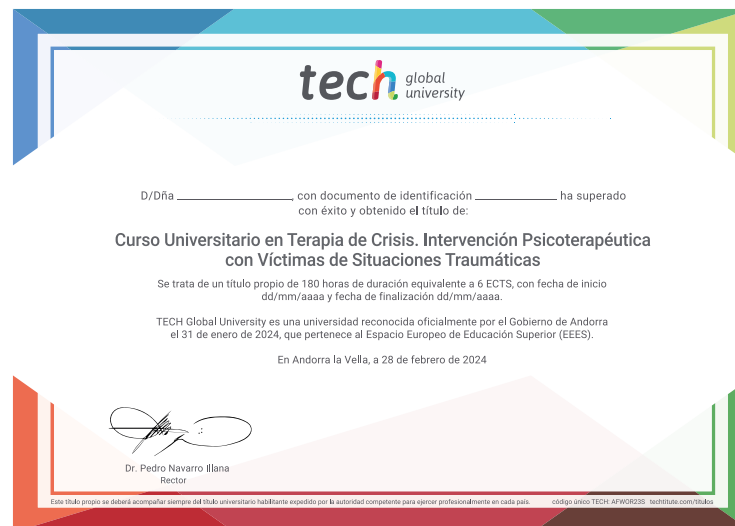 tech global
university
D/Dña ______________, con documento de identificación __________ ha superado
con éxito y obtenido el título de:
Curso Universitario en Terapia de Crisis. Intervención Psicoterapéutica
con Víctimas de Situaciones Traumáticas
Se trata de un título propio de 180 horas de duración equivalente a 6 ECTS, con fecha de inicio
dd/mm/aaaa y fecha de finalización dd/mm/aaaa.
TECH Global University es una universidad reconocida oficialmente por el Gobierno de Andorra
el 31 de enero de 2024, que pertenece al Espacio Europeo de Educación Superior (EEES).
En Andorra la Vella, a 28 de febrero de 2024
Dr. Pedro Navarro Illana
Rector
Este título propio se deberá acompañar siempre del título universitario habilitante expedido por la autoridad competente para ejercer profesionalmente en cada país. código único TECH: AFWOR23S techtitute.com/titulos